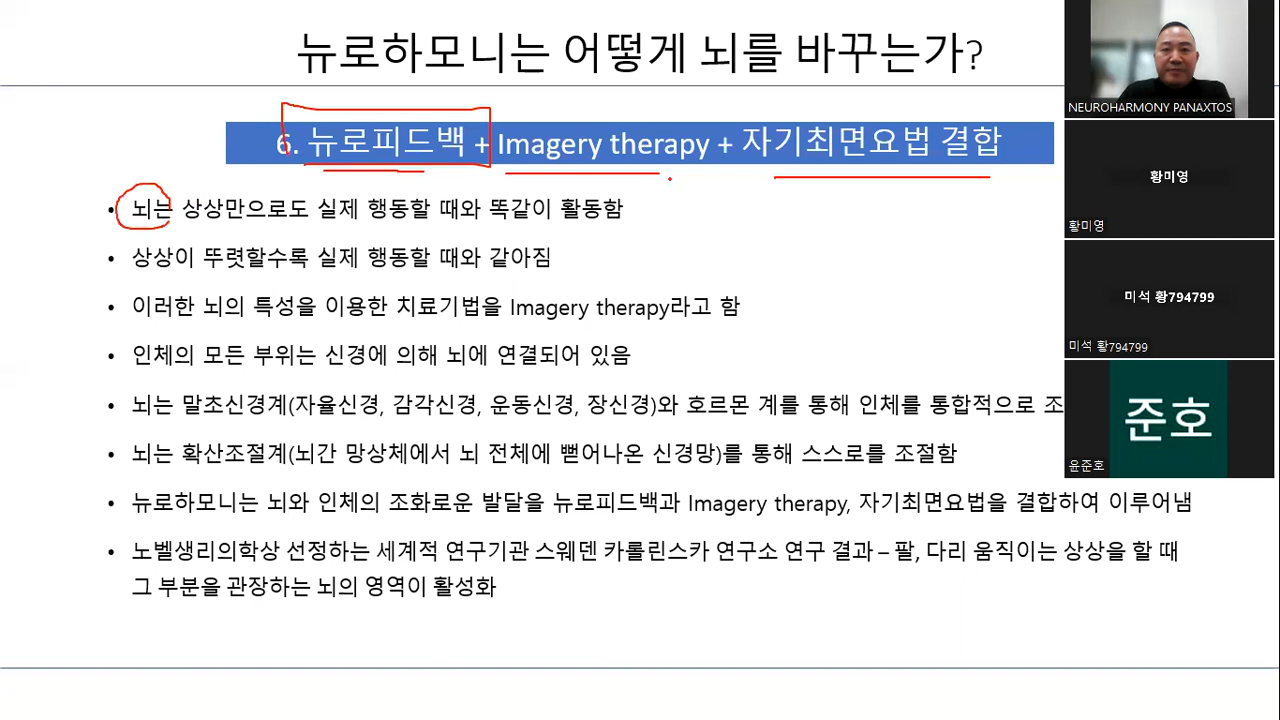 뉴로하모니는 어떻게 뇌를 바꾸는가?
6. 뉴로피드백 + Imagery therapy + 자기최면요법 결합
• 뇌는 상상만으로도 실제 행동할 때와 똑같이 활동함
• 상상이 뚜렷할수록 실제 행동할 때와 같아짐
• 이러한 뇌의 특성을 이용한 치료기법을 Imagery therapy라고 함
• 인체의 모든 부위는 신경에 의해 뇌에 연결되어 있음
• 뇌는 말초신경계(자율신경, 감각신경, 운동신경, 장신경)와 호르몬 계를 통해 인체를 통합적으로 조
• 뇌는 확산조절계(뇌간 망상체에서 뇌 전체에 뻗어나온 신경망)를 통해 스스로를 조절함
• 뉴로하모니는 뇌와 인체의 조화로운 발달을 뉴로피드백과 Imagery therapy, 자기최면요법을 결합하여 이루어냄
• 노벨생리의학상 선정하는 세계적 연구기관 스웨덴 카롤린스카 연구소 연구 결과 – 팔, 다리 움직이는 상상을 할 때
그 부분을 관장하는 뇌의 영역이 활성화
NEUROHARMONY PANAXTOS
황미영
황미영
미석 황794799
미석 황794799
준호
윤준호